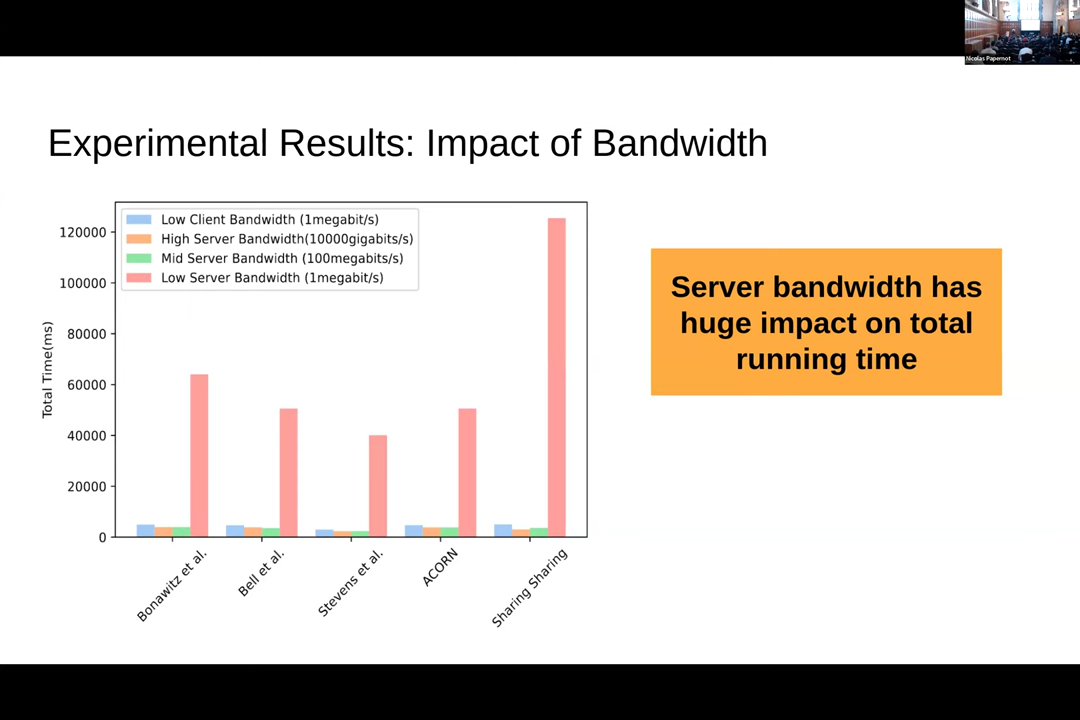 Nicolas Papernot
Experimental Results: Impact of Bandwidth
Low Client Bandwidth (1megabit/s)
High Server Bandwidth(10000gigabits/s)
Mid Server Bandwidth (100megabits/s)
Low Server Bandwidth (1megabit/s)
Total Time(ms)
120000
100000
80000
60000
40000
20000
0
Bonawitz et al.
Bell et al.
Stevens et al.
ACORN
Sharing Sharing
Server bandwidth has
huge impact on total
running time